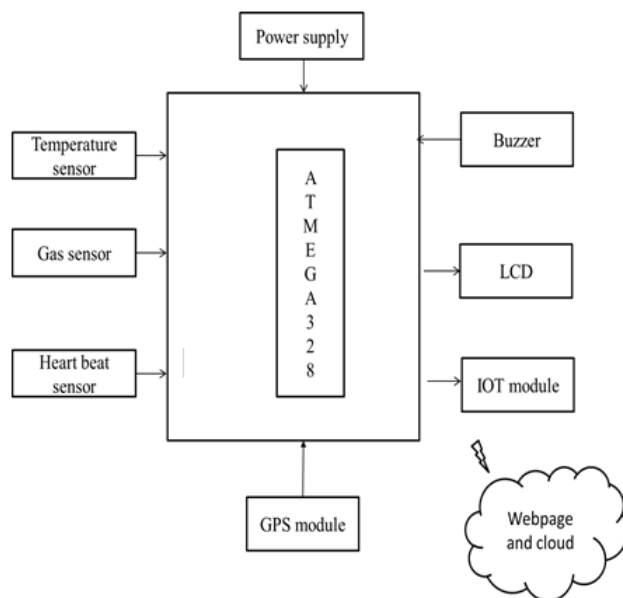 Power supply
Temperature
sensor
Buzzer
A
T
M
E
G
A
3
2
8
Gas sensor
LCD
Heart beat
sensor
IOT module
GPS module
Webpage
and cloud